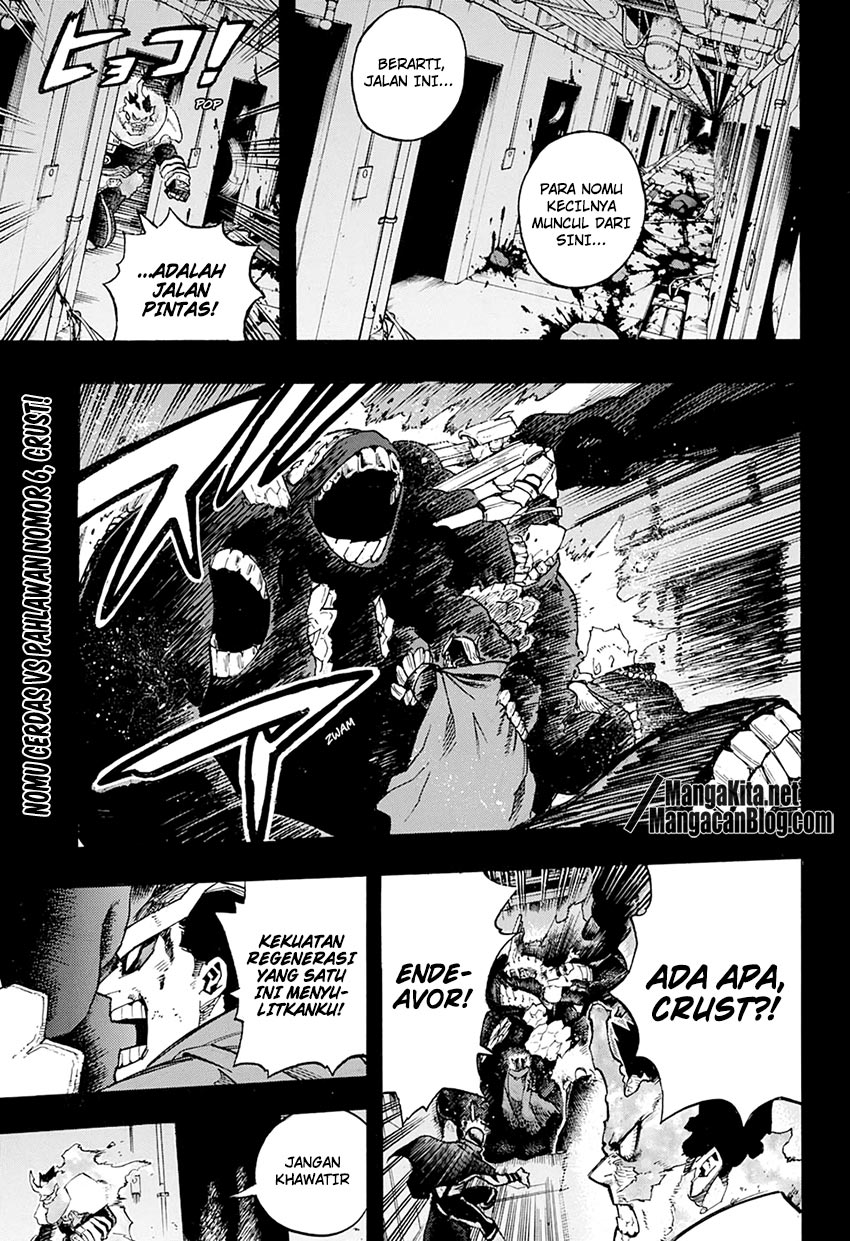 PARA NOMU
KECILNYA
MUNCUL DARI
SINI...
BERARTI,
JALAN INI...
ヒョコ!
POP
...ADALAH
JALAN
PINTAS!
NOMU CERDAS VS PAHLAWAN NOMOR 6, CRUST!
ZWAM
MangaKita.net
MangacanBlog.com
ADA APA,
CRUST?!
ENDE-
AVOR!
KEKUATAN
REGENERASI
YANG SATU
INI MENYU-
LITKANKU!
JANGAN
KHAWATIR